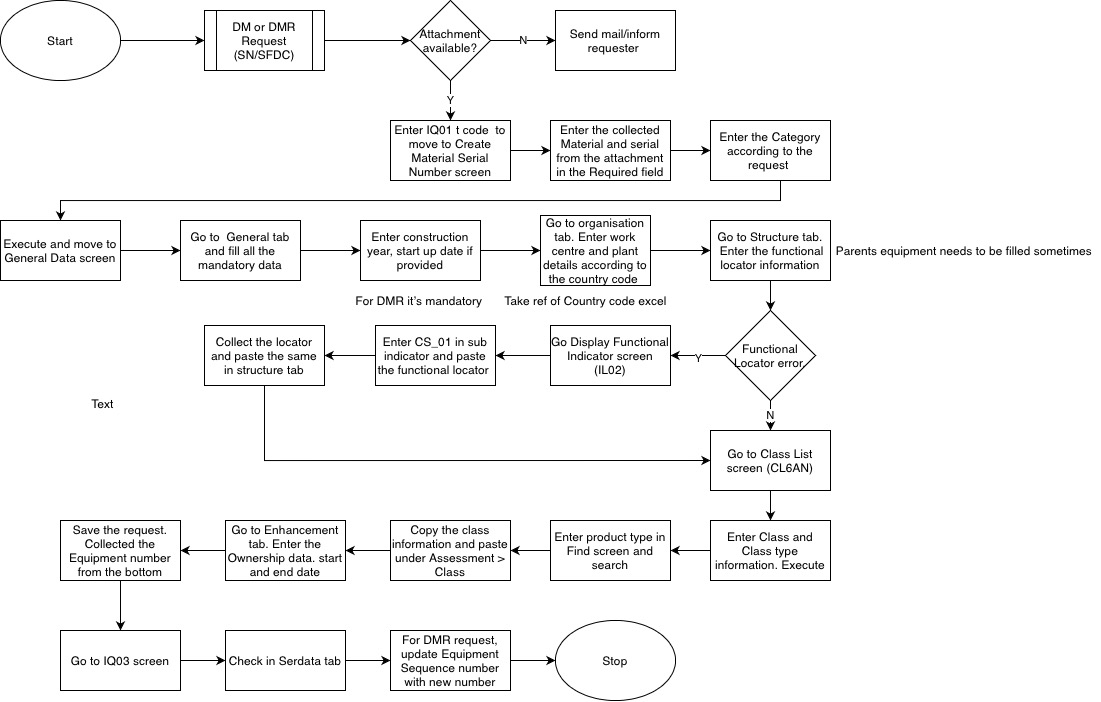 Start
DM or DMR
Request
(SN/SFDC)
Attachment
available?
N
Send mail/inform
requester
Y
Enter IQ01 t code  to
move to Create
Material Serial
Number screen
Enter the collected
Material and serial
from the attachment
in the Required field
Enter the Category
according to the
request
Execute and move to
General Data screen
Go to  General tab
and fill all the
mandatory data
Enter construction
year, start up date if
provided
Go to organisation
tab. Enter work
centre and plant
details according to
the country code
Go to Structure tab.
Enter the functional
locator information
Parents equipment needs to be filled sometimes
For DMR it's mandatory
Take ref of Country code excel
Functional
Locator error.
Y
Go Display Functional
Indicator screen
(IL02)
Enter CS_01 in sub
indicator and paste
the functional locator
Collect the locator
and paste the same
in structure tab
Text
N
Go to Class List
screen (CL6AN)
Enter Class and
Class type
information. Execute
Enter product type in
Find screen and
search
Copy the class
information and paste
under Assessment >
Class
Go to Enhancement
tab. Enter the
Ownership data. start
and end date
Save the request.
Collected the
Equipment number
from the bottom
Go to IQ03 screen
Check in Serdata tab
For DMR request,
update Equipment
Sequence number
with new number
Stop